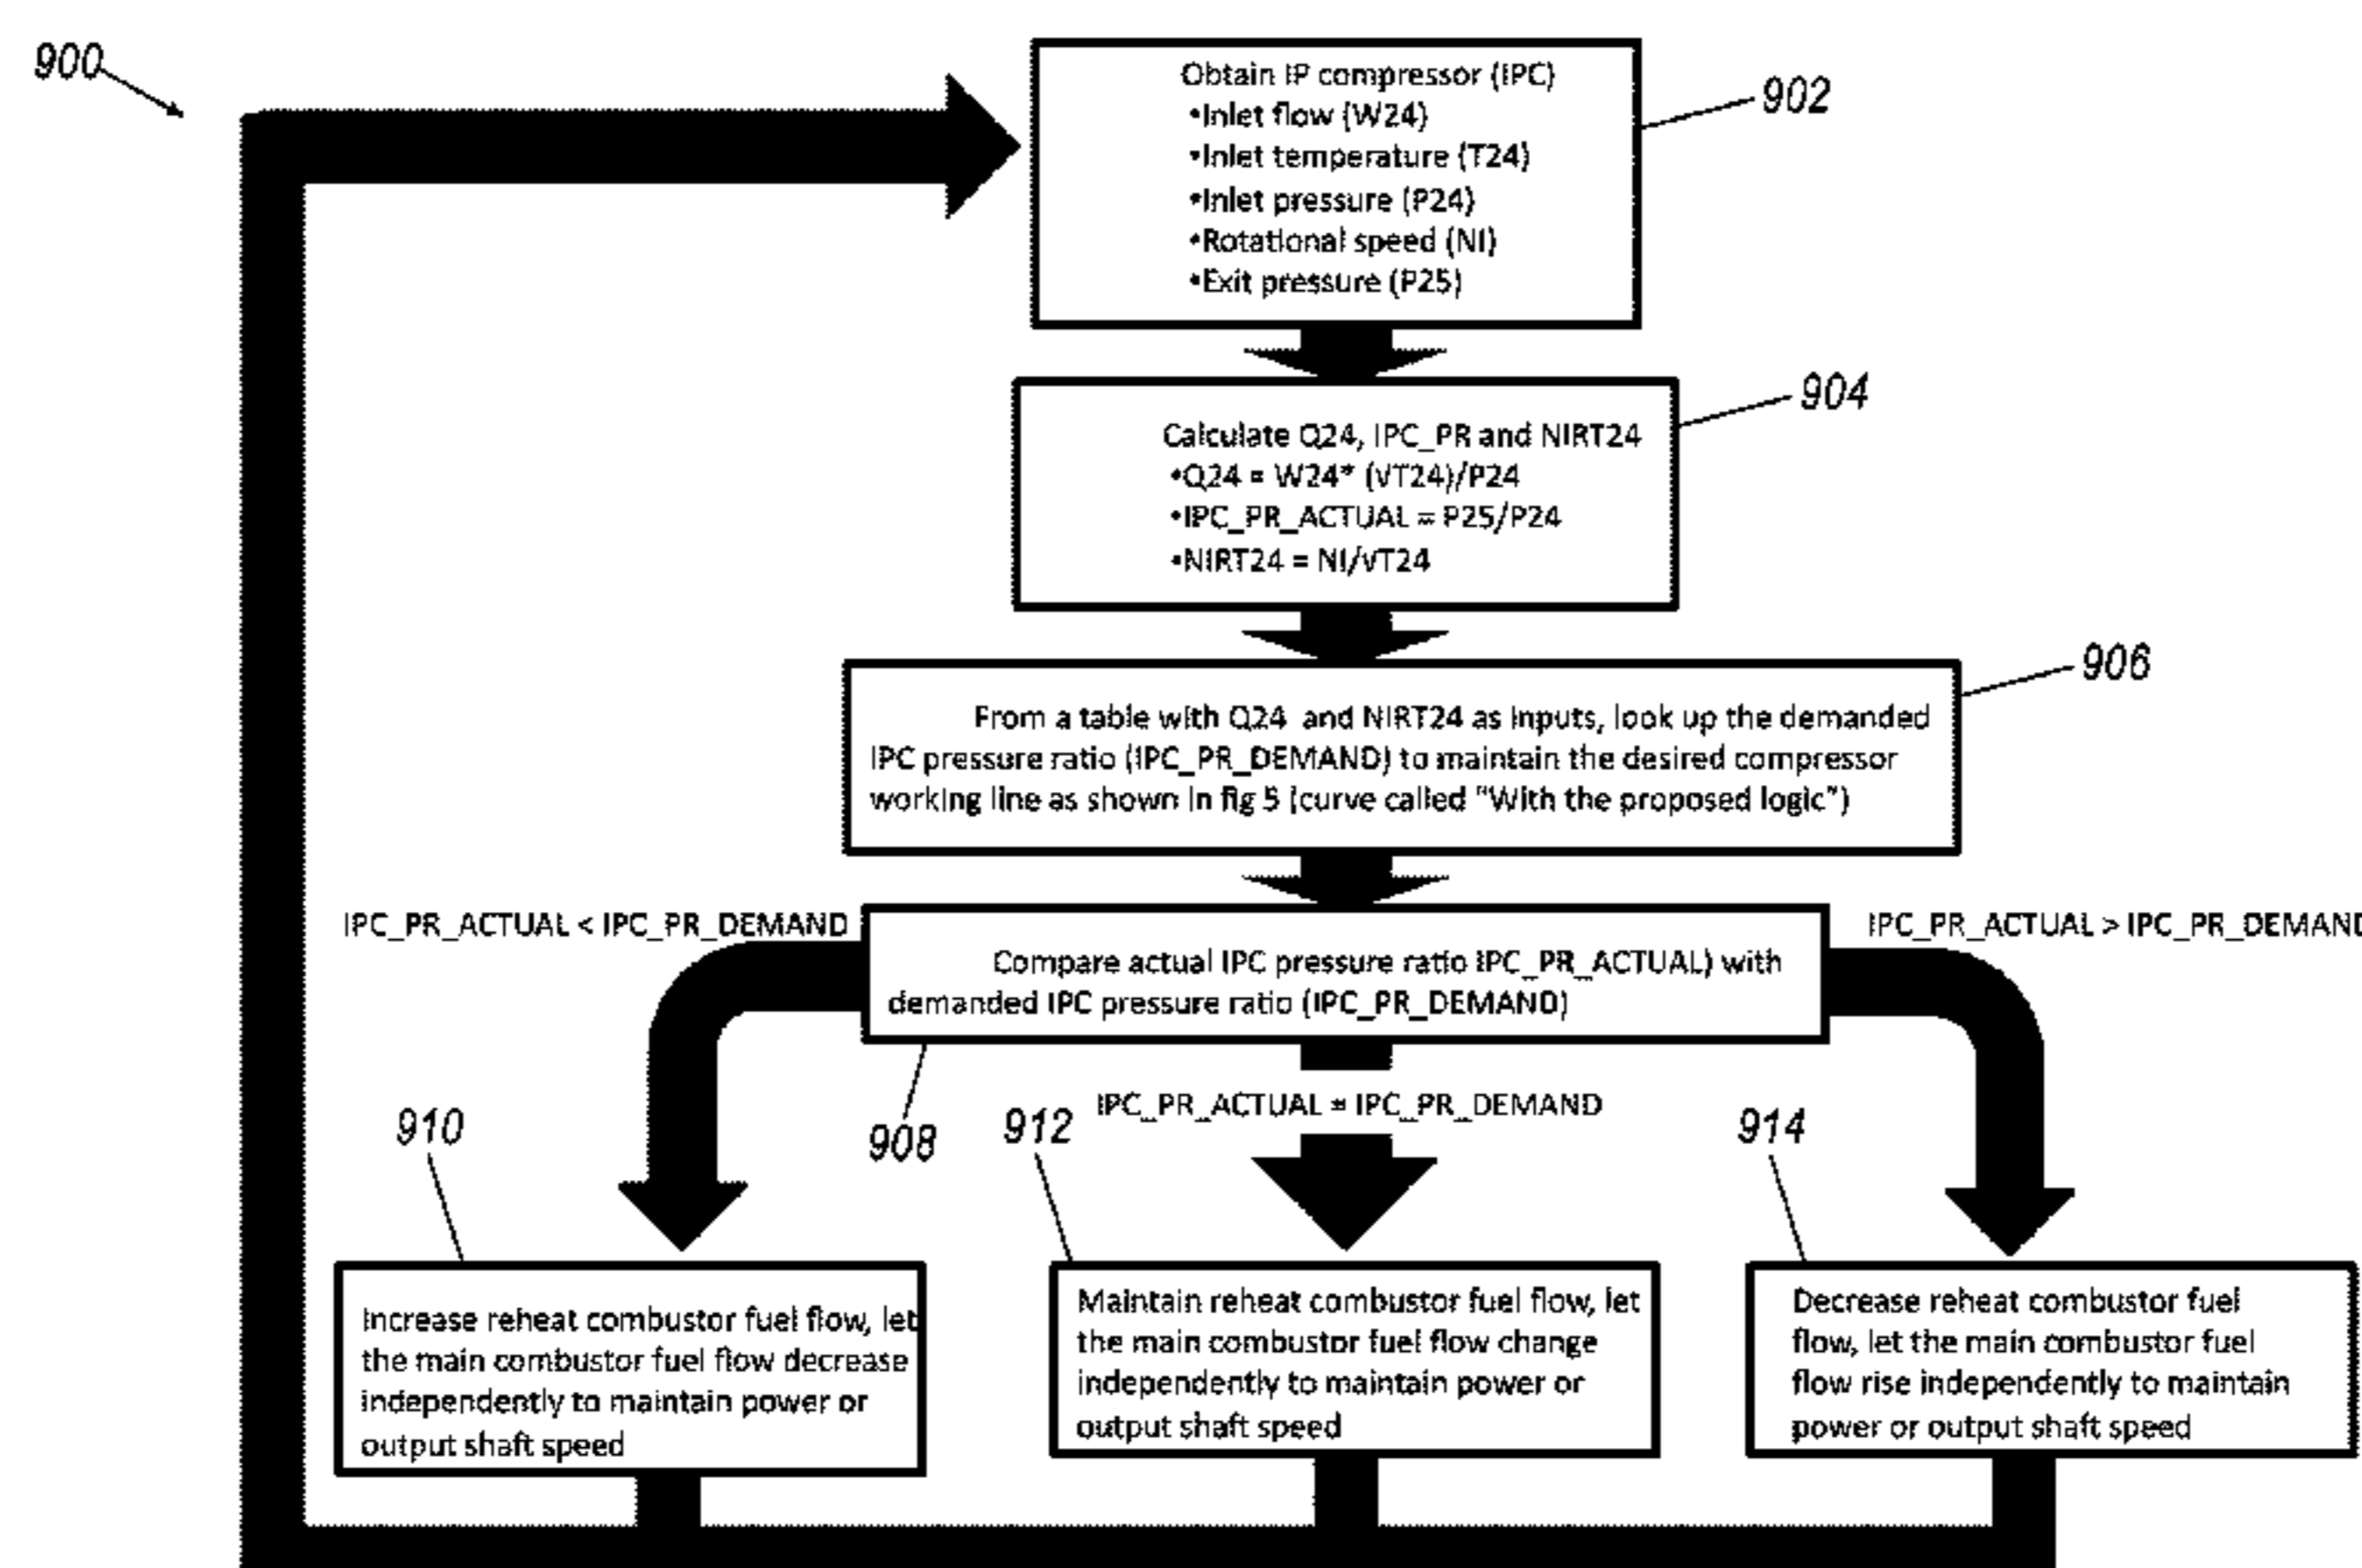 900
Obtain IP compressor (IPC)
•Inlet flow (W24)
•Inlet temperature (T24)
•Inlet pressure (P24)
•Rotational speed (NI)
•Exit pressure (P25)
902
904
Calculate Q24, IPC_PR and NIRT24
•Q24 = W24* (√T24)/P24
•IPC_PR_ACTUAL = P25/P24
•NIRT24 = NI/√T24
906
From a table with Q24 and NIRT24 as inputs, look up the demanded
IPC pressure ratio (IPC_PR_DEMAND) to maintain the desired compressor
working line as shown in fig 5 (curve called "With the proposed logic")
IPC_PR_ACTUAL < IPC_PR_DEMAND
IPC_PR_ACTUAL > IPC_PR_DEMAND
Compare actual IPC pressure ratio IPC_PR_ACTUAL) with
demanded IPC pressure ratio (IPC_PR_DEMAND)
908
910
912
IPC_PR_ACTUAL = IPC_PR_DEMAND
914
Increase reheat combustor fuel flow, let
the main combustor fuel flow decrease
independently to maintain power or
output shaft speed
Maintain reheat combustor fuel flow, let
the main combustor fuel flow change
independently to maintain power or
output shaft speed
Decrease reheat combustor fuel
flow, let the main combustor fuel
flow rise independently to maintain
power or output shaft speed